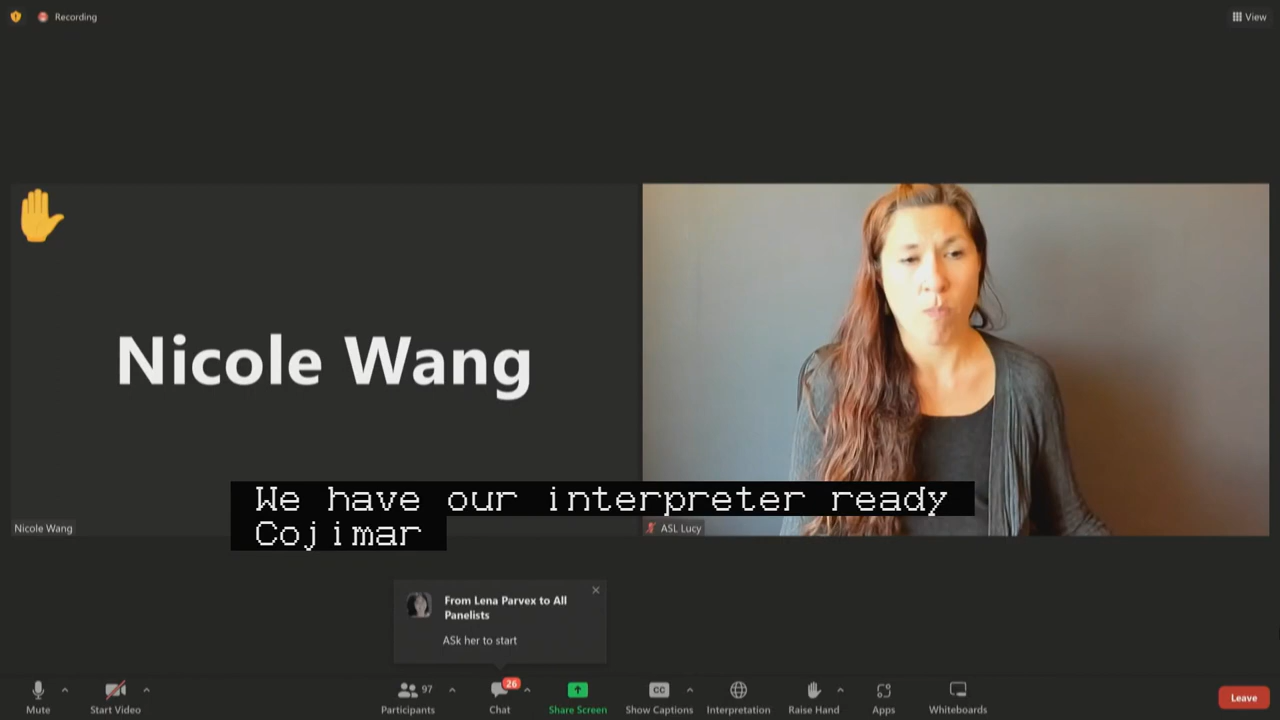 Recording
View
Nicole Wang
We have our interpreter ready
Cojimar
Nicole Wang
ASL Lucy
From Lena Parvex to All
Panelists
ASk her to start
97
26
CC
Mute
Start Video
Participants
Chat
Share Screen
Show Captions
Interpretation
Raise Hand
Apps
Whiteboards
Leave